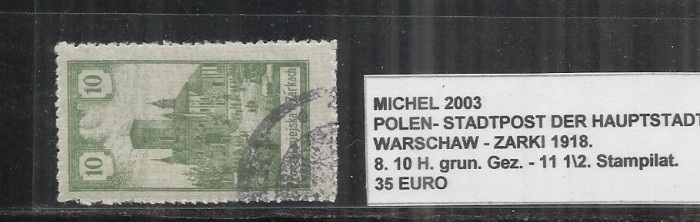 10
10
MICHEL 2003
POLEN- STADTPOST DER HAUPTSTADT
WARSCHAW - ZARKI 1918.
8. 10 H. grun. Gez. - 11 1\2. Stampilat.
35 EURO